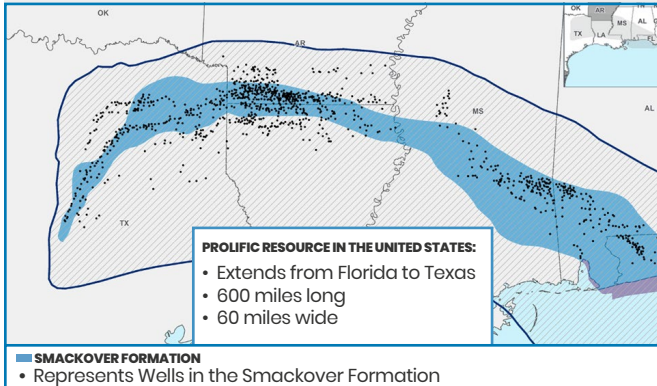 OK
AR
MS
AL
TX
OK
AR
MS
AL
TX
LA
FL
PROLIFIC RESOURCE IN THE UNITED STATES:
• Extends from Florida to Texas
• 600 miles long
• 60 miles wide
SMACKOVER FORMATION
• Represents Wells in the Smackover Formation